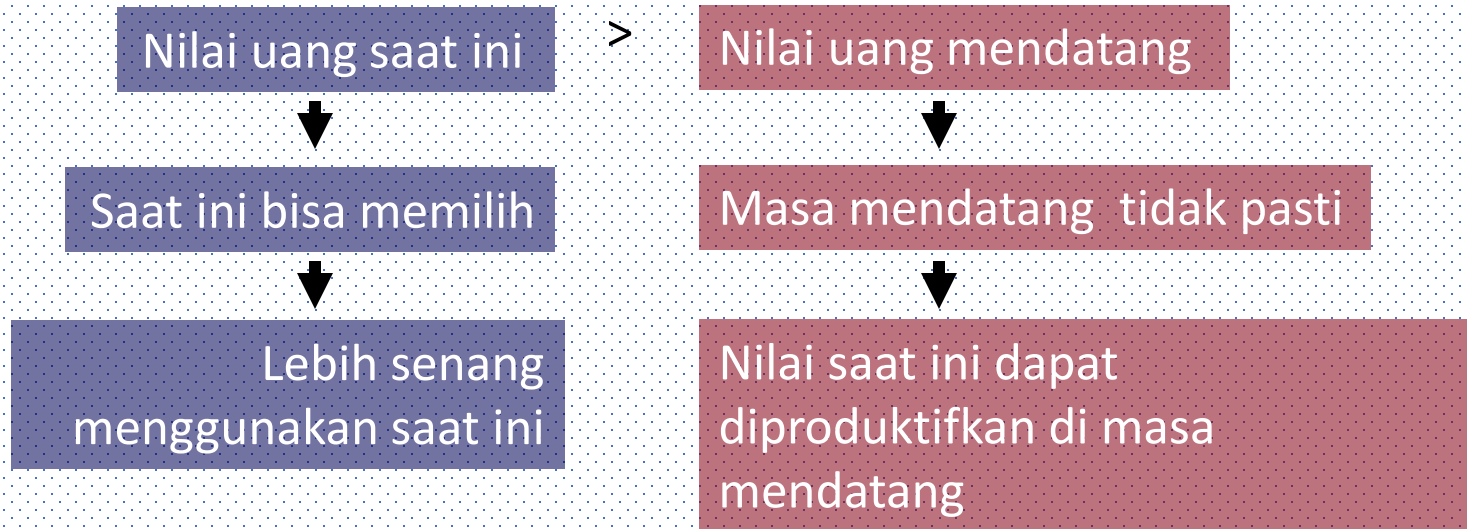 Nilai uang saat ini
>
Nilai uang mendatang
Saat ini bisa memilih
Masa mendatang  tidak pasti
Lebih senang
menggunakan saat ini
Nilai saat ini dapat
diproduktifkan di masa
mendatang